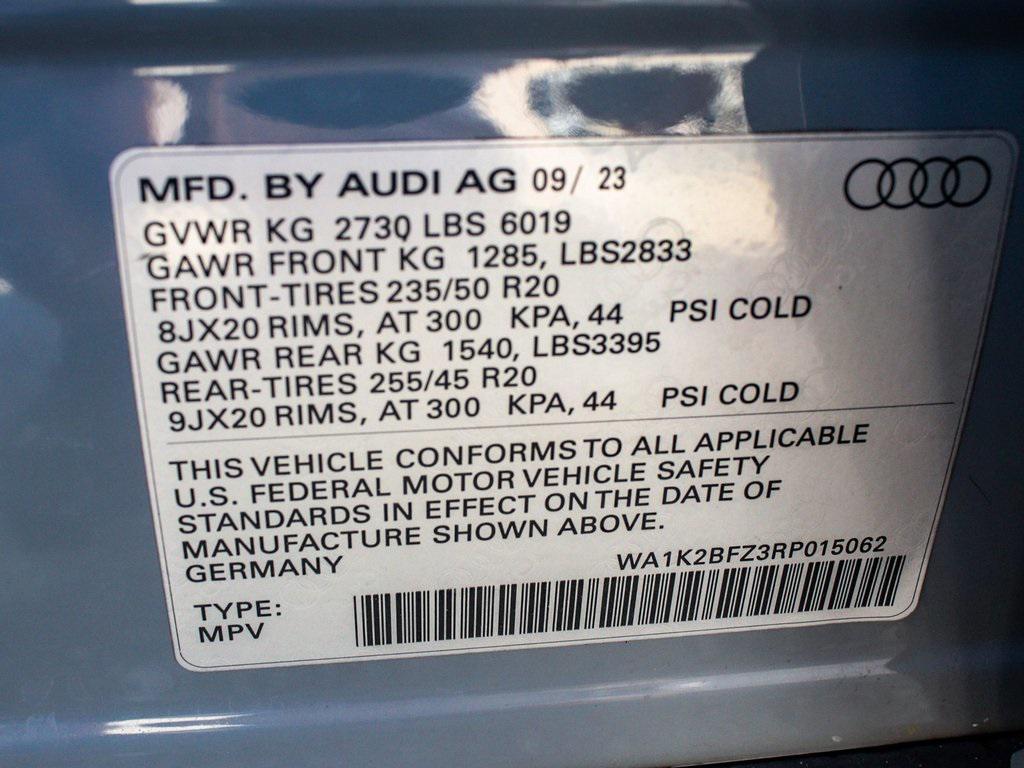 MFD. BY AUDI AG 09/ 23
GVWR KG 2730 LBS 6019
GAWR FRONT KG 1285, LBS2833
FRONT-TIRES 235/50 R20
8JX20 RIMS, AT 300 KPA, 44 PSI COLD
GAWR REAR KG 1540, LBS3395
REAR-TIRES 255/45 R20
9JX20 RIMS, AT 300 KPA, 44 PSI COLD
THIS VEHICLE CONFORMS TO ALL APPLICABLE
U.S. FEDERAL MOTOR VEHICLE SAFETY
STANDARDS IN EFFECT ON THE DATE OF
MANUFACTURE SHOWN ABOVE.
GERMANY
WA1K2BFZ3RP015062
TYPE:
MPV